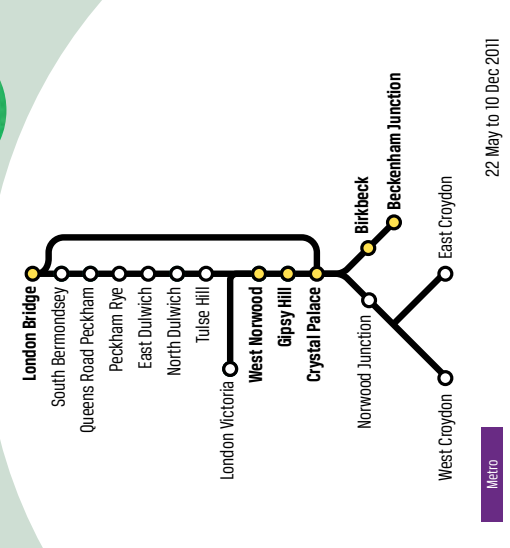 London Bridge
South Bermondsey
Queens Road Peckham
Peckham Rye
East Dulwich
North Dulwich
Tulse Hill
London Victoria
West Norwood
Gipsy Hill
Crystal Palace
Birkbeck
Beckenham Junction
Norwood Junction
East Croydon
West Croydon
Metro
22 May to 10 Dec 2011